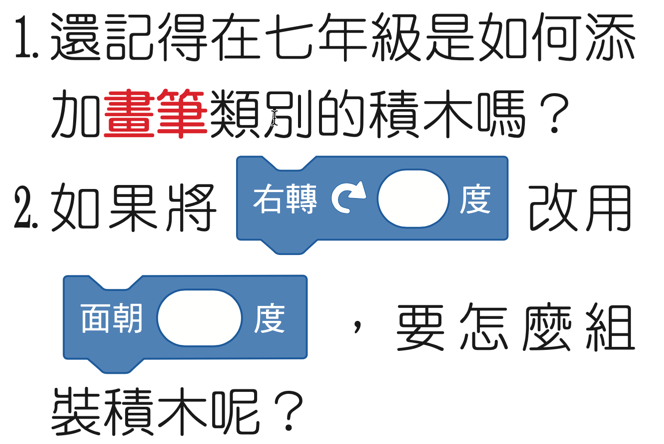 1.還記得在七年級是如何添
加畫筆類別的積木嗎？
2.如果將 右轉 度 改用
面朝 度 ，要怎麼組
裝積木呢？